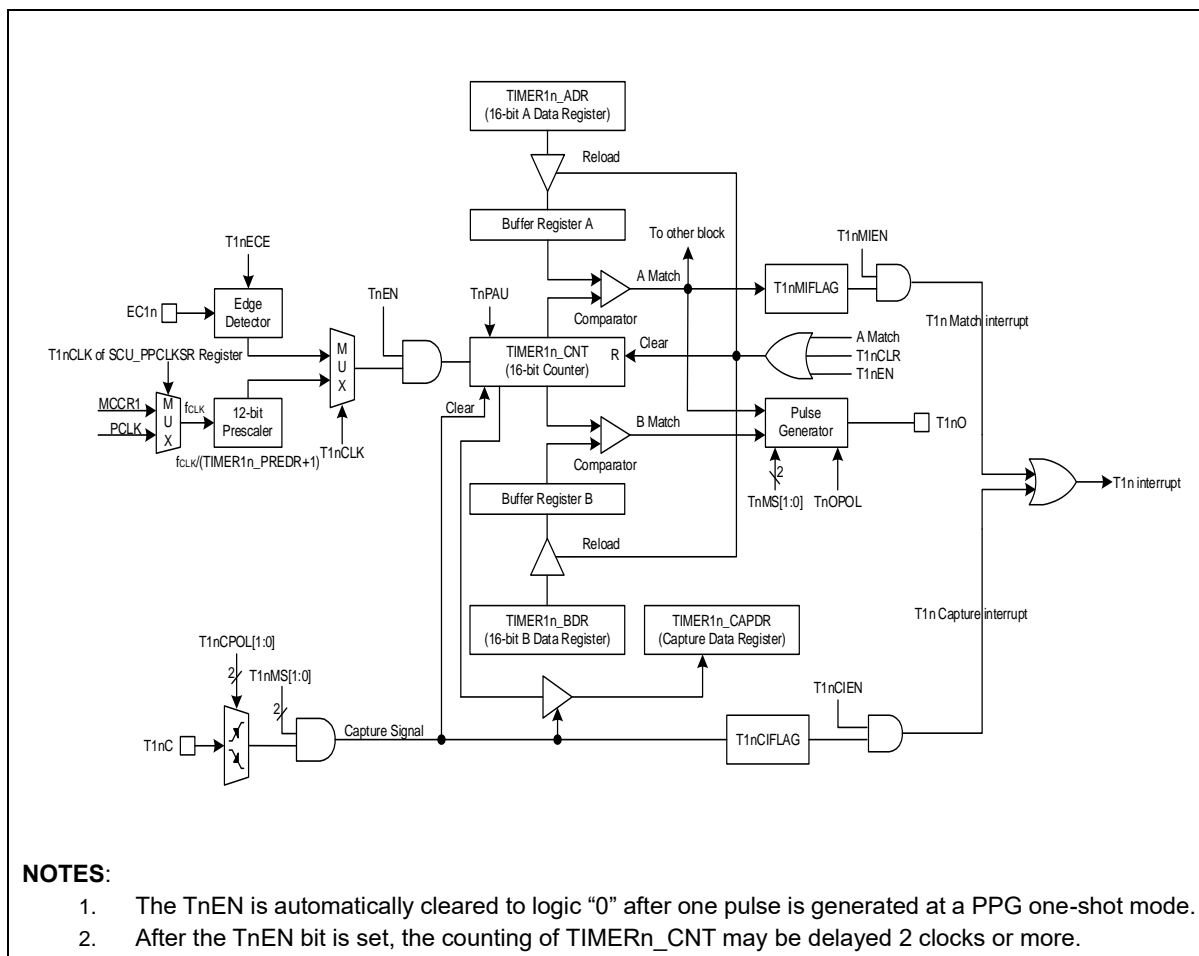 TIMER1n_ADR
(16-bit A Data Register)
Reload
Buffer Register A
To other block
T1nMIEN
T1nECE
A Match
T1nMIFLAG
EC1n
Edge
Detector
TnEN
TnPAU
Comparator
T1n Match interrupt
T1nCLK of SCU_PPCLKSR Register
M
U
X
TIMER1n_CNT
(16-bit Counter)
R
Clear
A Match
T1nCLR
T1nEN
MCCR1
PCLK
M
U
X
fCLK
12-bit
Prescaler
Clear
B Match
Pulse
Generator
T1nO
T1nCLK
fCLK/(TIMER1n_PREDR+1)
Comparator
2
TnMS[1:0]
TnOPOL
T1n interrupt
Buffer Register B
Reload
TIMER1n_BDR
(16-bit B Data Register)
TIMER1n_CAPDR
(Capture Data Register)
T1n Capture interrupt
T1nCPOL[1:0]
2
T1nMS[1:0]
2
T1nCIEN
T1nC
Capture Signal
T1nCIFLAG
NOTES:
1. The TnEN is automatically cleared to logic “0” after one pulse is generated at a PPG one-shot mode.
2. After the TnEN bit is set, the counting of TIMERn_CNT may be delayed 2 clocks or more.